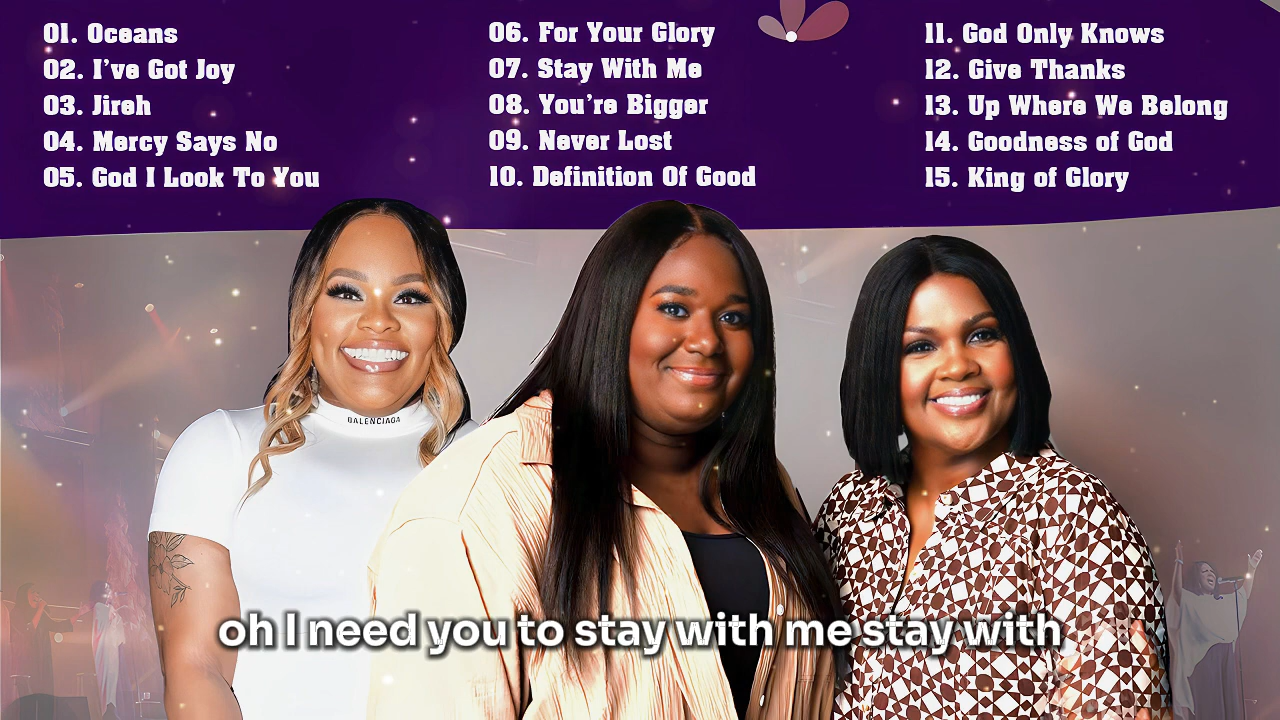 01. Oceans
02. I've Got Joy
03. Jireh
04. Mercy Says No
05. God I Look To You
06. For Your Glory
07. Stay With Me
08. You're Bigger
09. Never Lost
10. Definition Of Good
11. God Only Knows
12. Give Thanks
13. Up Where We Belong
14. Goodness of God
15. King of Glory
BALENCIAGA
oh I need you to stay with me stay with